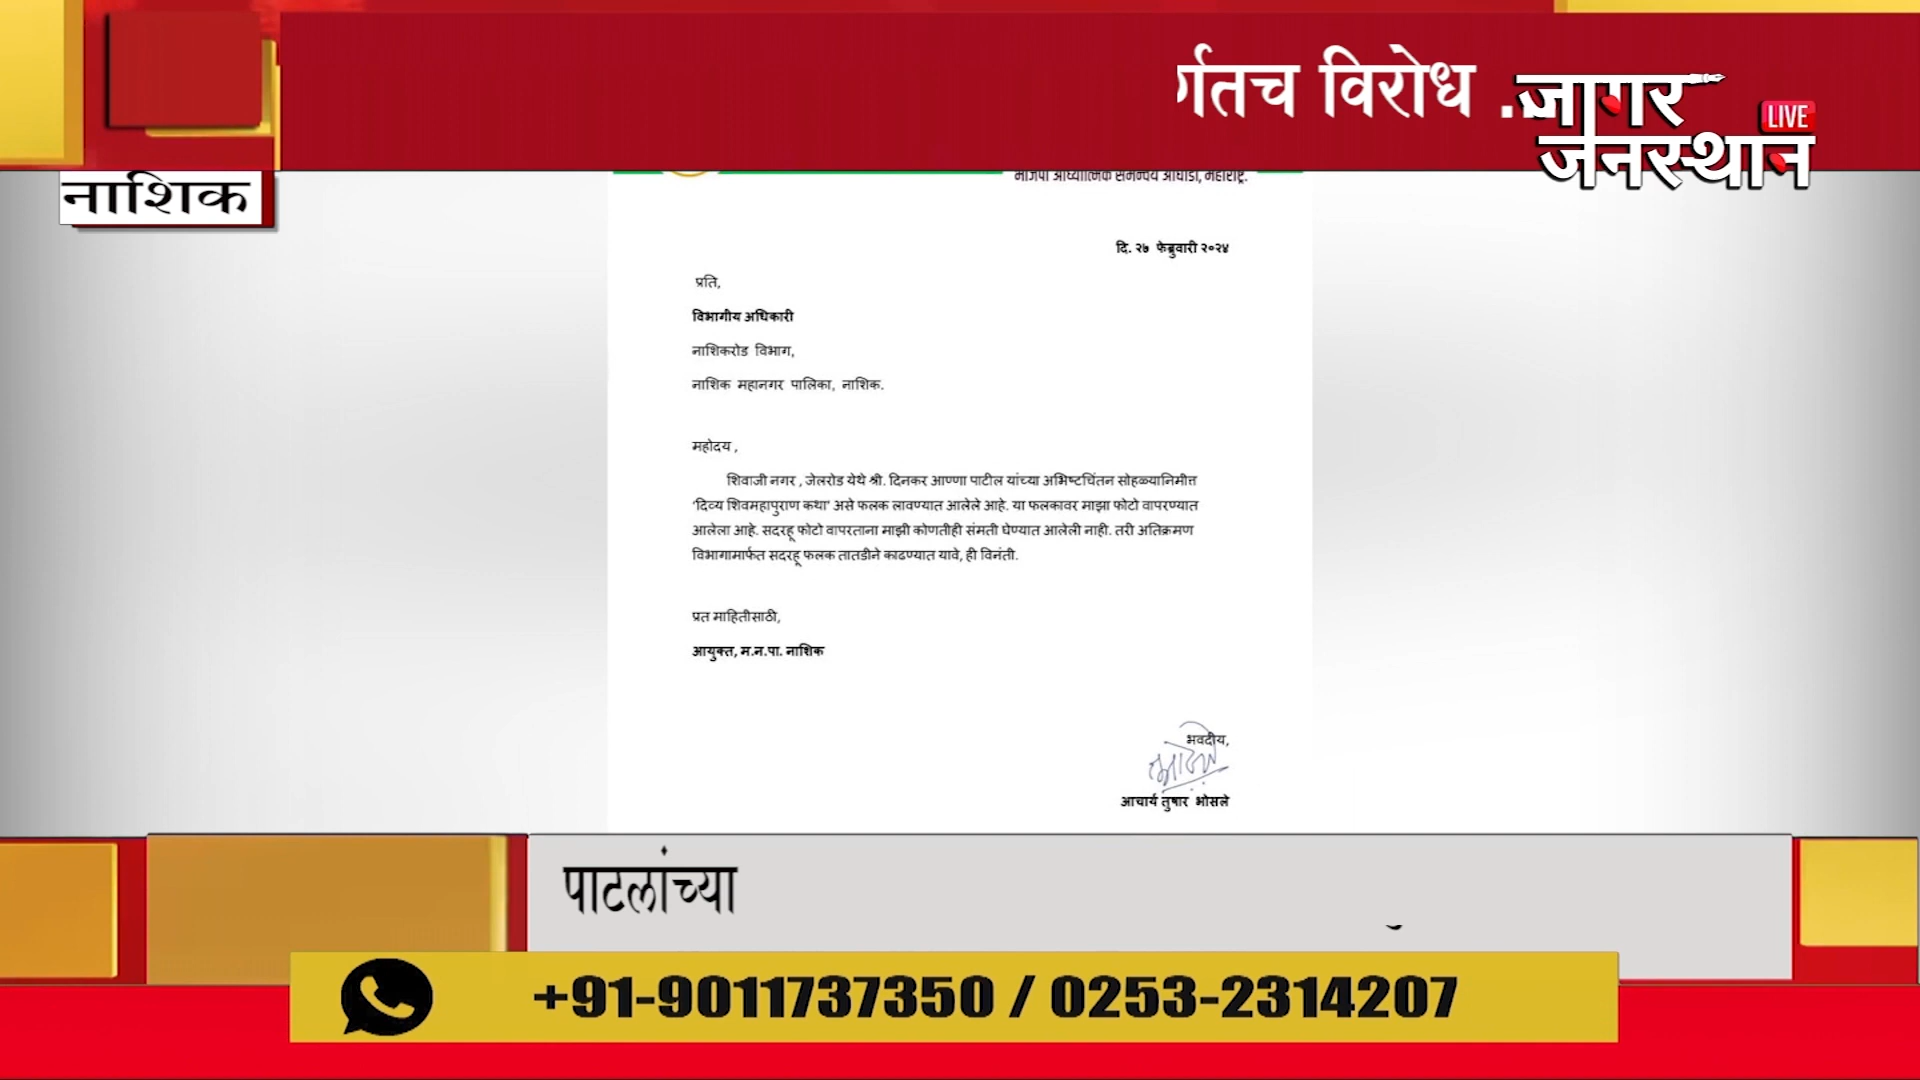 र्गतच विरोध ..
जागर
LIVE
जनस्थान
नाशिक
भाजपा आध्यात्मिक समन्वय आघाडी, महाराष्ट्र.
दि. २७ फेब्रुवारी २०२४
प्रति,
विभागीय अधिकारी
नाशिकरोड विभाग,
नाशिक महानगर पालिका, नाशिक.
महोदय ,
शिवाजी नगर , जेलरोड येथे श्री. दिनकर आण्णा पाटील यांच्या अभिष्टचिंतन सोहळ्यानिमीत्त
'दिव्य शिवमहापुराण कथा' असे फलक लावण्यात आलेले आहे. या फलकावर माझा फोटो वापरण्यात
आलेला आहे. सदरहू फोटो वापरताना माझी कोणतीही संमती घेण्यात आलेली नाही. तरी अतिक्रमण
विभागामार्फत सदरहू फलक तातडीने काढण्यात यावे, ही विनंती.
प्रत माहितीसाठी,
आयुक्त, म.न.पा. नाशिक
भवदीय,
आचार्य तुषार भोसले
पाटलांच्या
+91-9011737350 / 0253-2314207